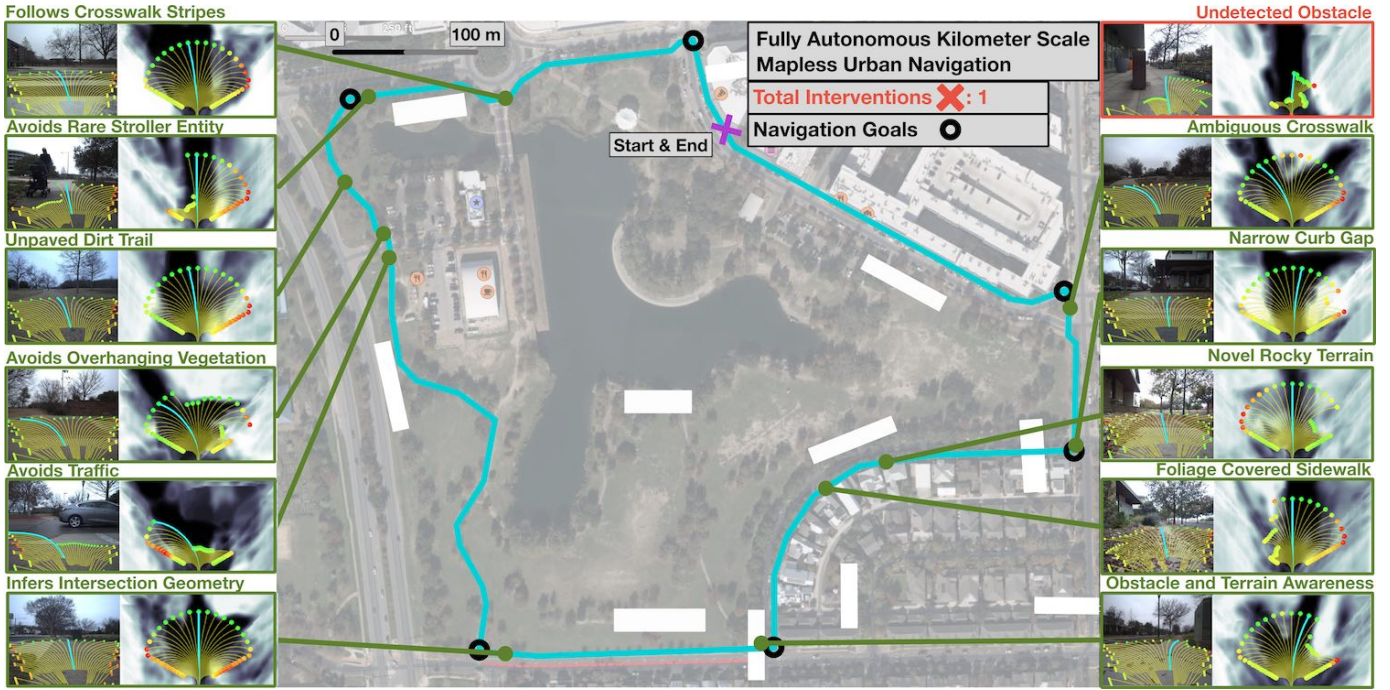 Follows Crosswalk Stripes
Avoids Rare Stroller Entity
Unpaved Dirt Trail
Avoids Overhanging Vegetation
Avoids Traffic
Infers Intersection Geometry
0
100 m
Start & End
Fully Autonomous Kilometer Scale
Mapless Urban Navigation
Total Interventions ✖: 1
Navigation Goals
Undetected Obstacle
Ambiguous Crosswalk
Narrow Curb Gap
Novel Rocky Terrain
Foliage Covered Sidewalk
Obstacle and Terrain Awareness